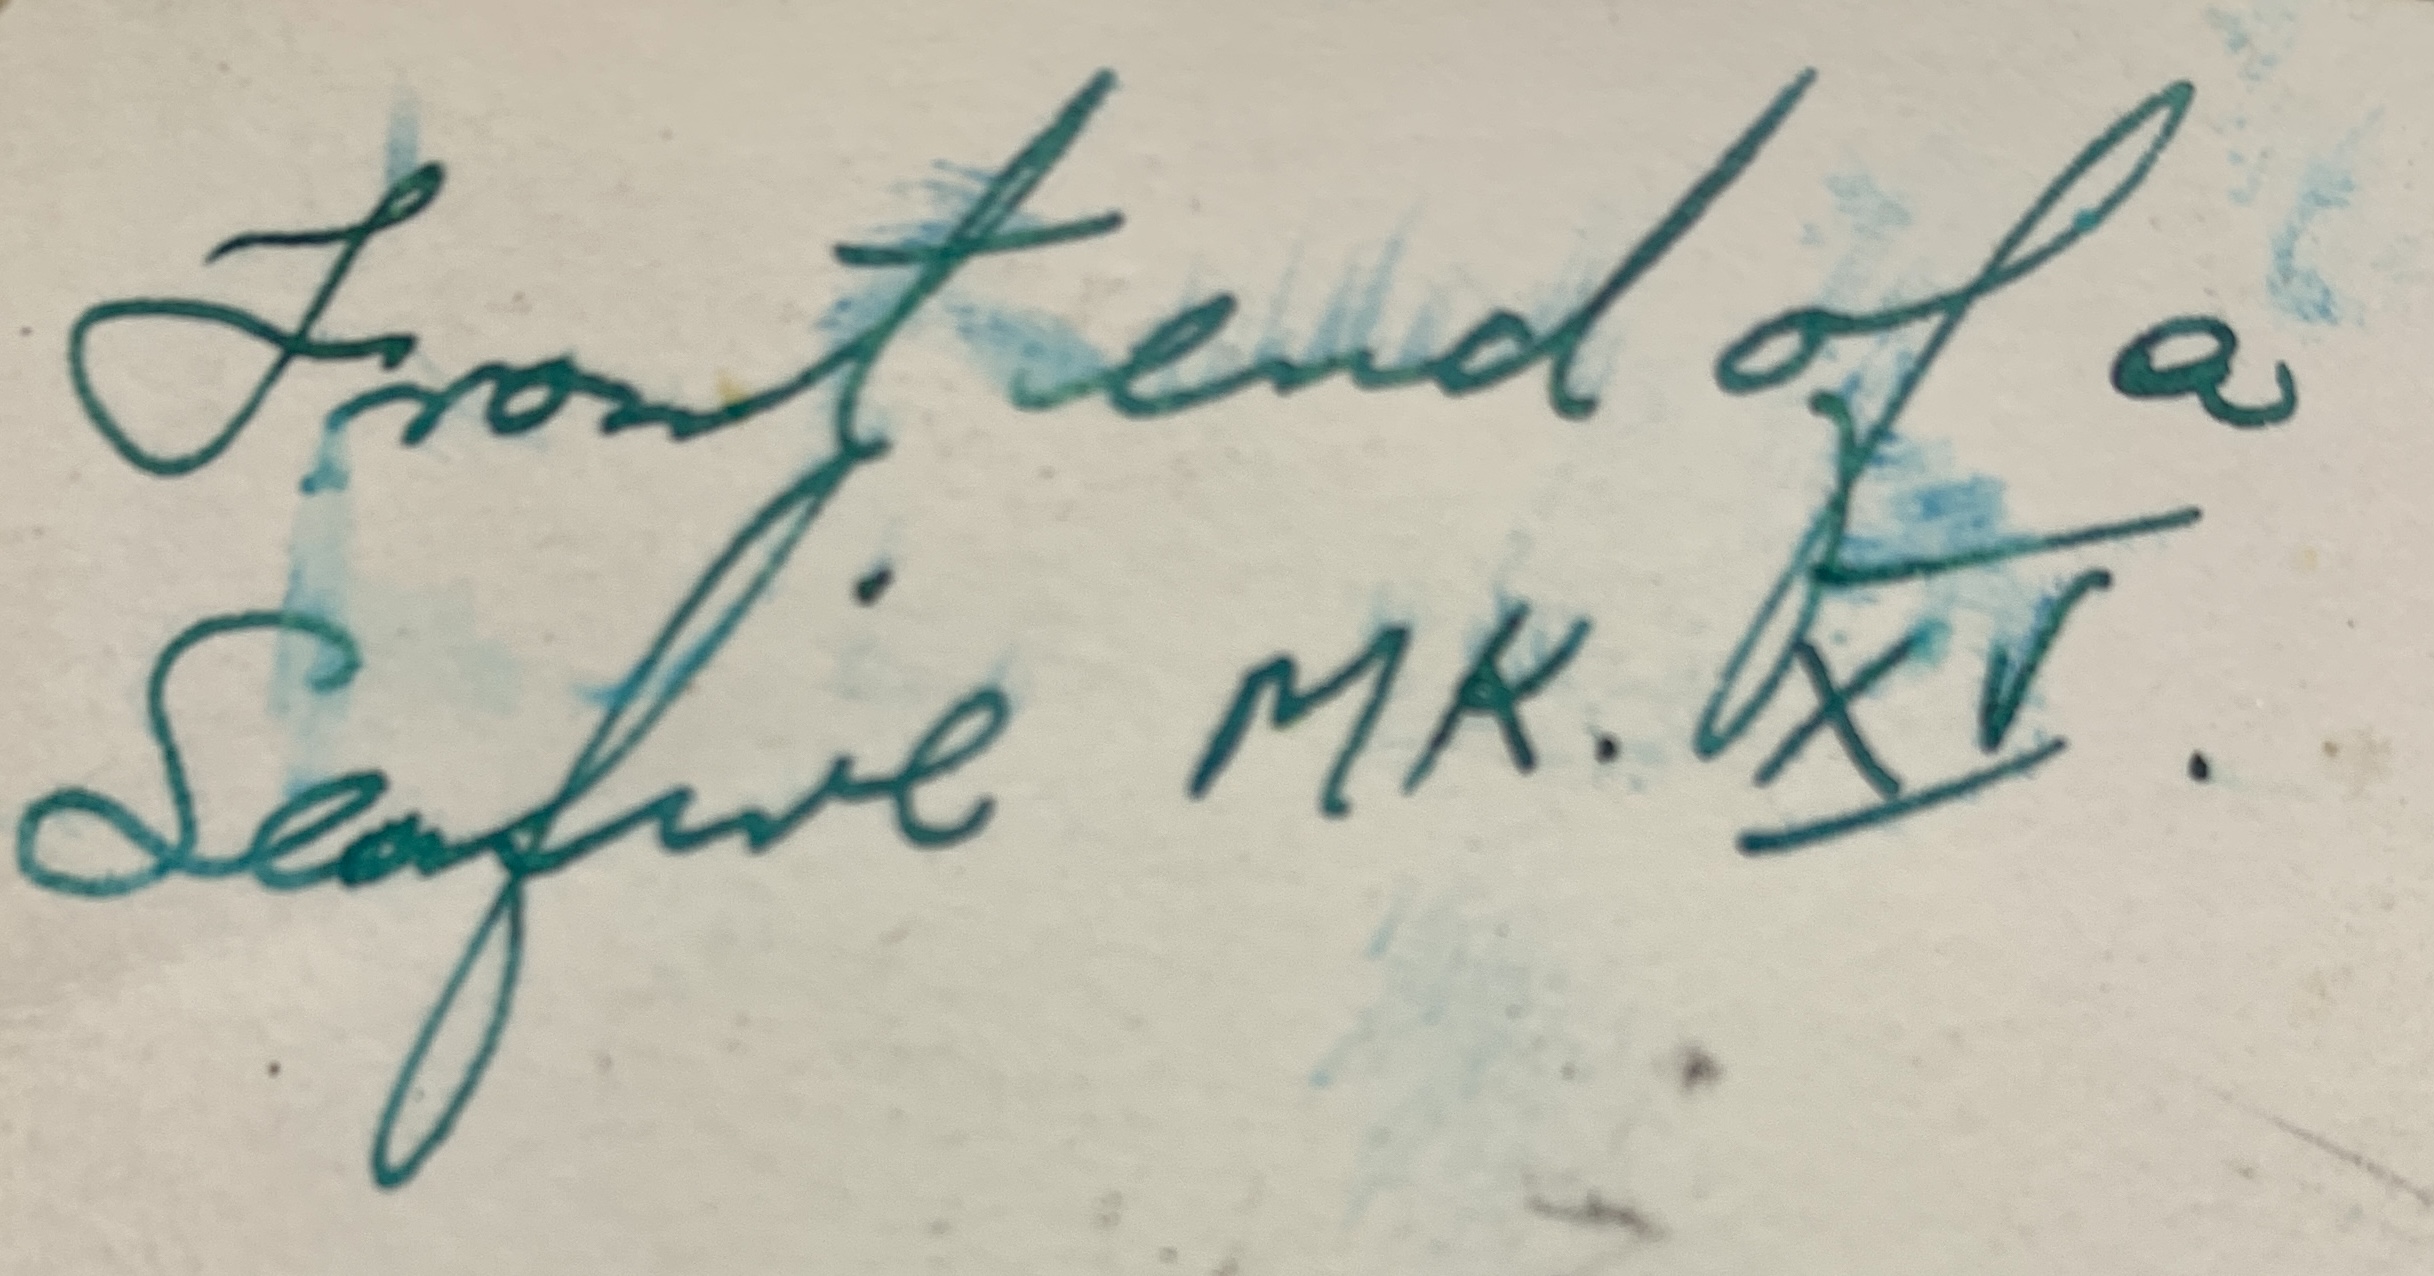 Front end of a
Seafire MK. XV.